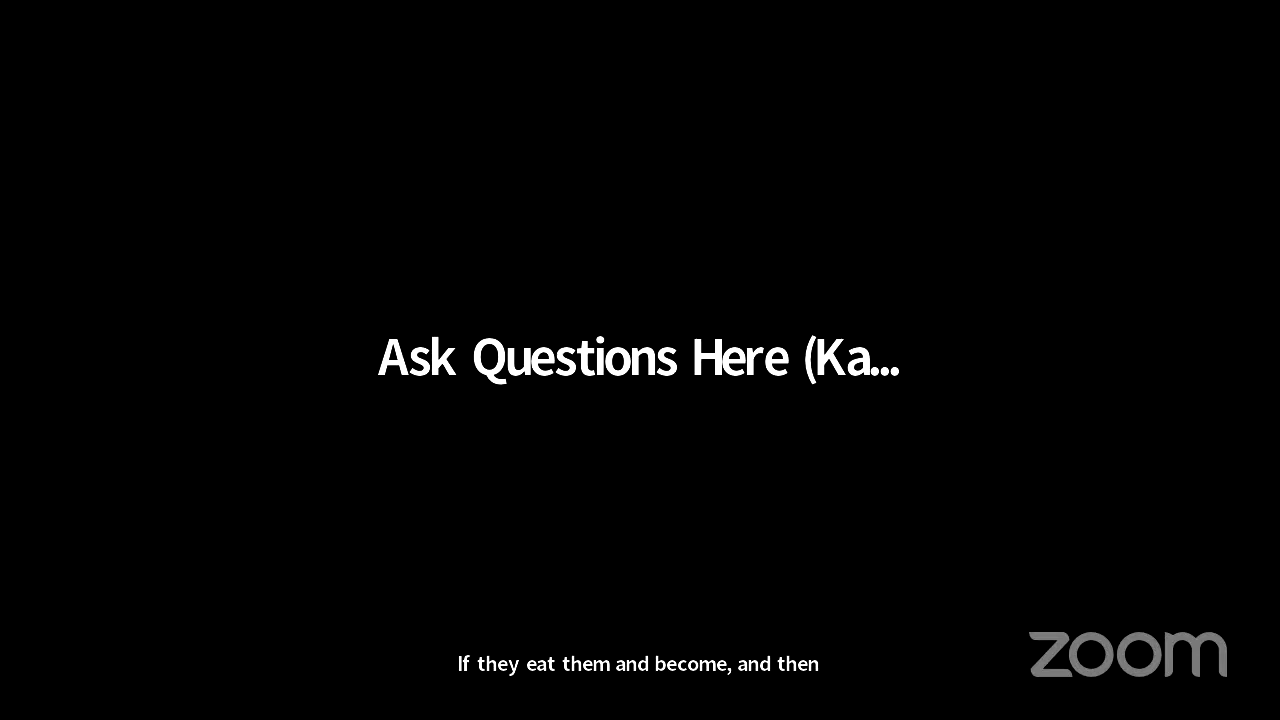 Ask Questions Here (Ka...
If they eat them and become, and then
zoom